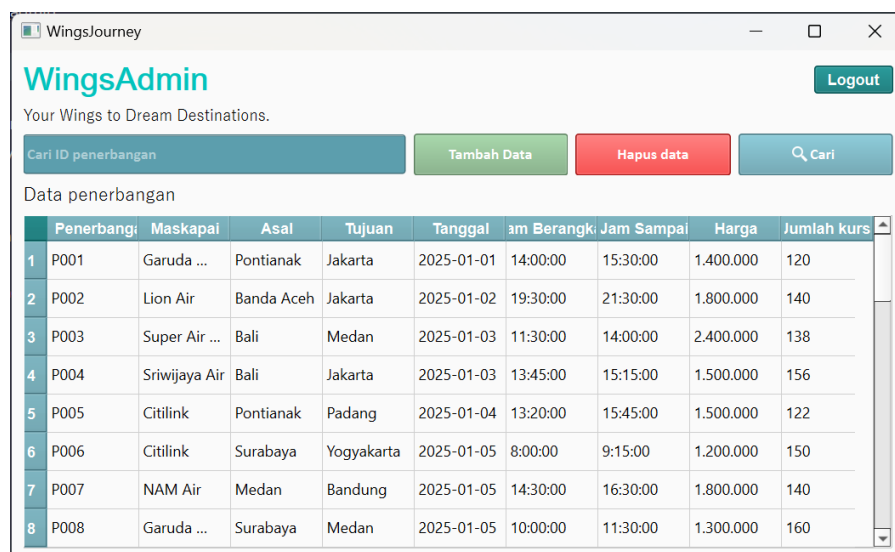 WingsJourney
WingsAdmin
Logout
Your Wings to Dream Destinations.
Cari ID penerbangan Tambah Data Hapus data Cari
Data penerbangan
Penerbanga Maskapai Asal Tujuan Tanggal am Berangka Jam Sampai Harga Jumlah kurs
1 P001 Garuda ... Pontianak Jakarta 2025-01-01 14:00:00 15:30:00 1.400.000 120
2 P002 Lion Air Banda Aceh Jakarta 2025-01-02 19:30:00 21:30:00 1.800.000 140
3 P003 Super Air ... Bali Medan 2025-01-03 11:30:00 14:00:00 2.400.000 138
4 P004 Sriwijaya Air Bali Jakarta 2025-01-03 13:45:00 15:15:00 1.500.000 156
5 P005 Citilink Pontianak Padang 2025-01-04 13:20:00 15:45:00 1.500.000 122
6 P006 Citilink Surabaya Yogyakarta 2025-01-05 8:00:00 9:15:00 1.200.000 150
7 P007 NAM Air Medan Bandung 2025-01-05 14:30:00 16:30:00 1.800.000 140
8 P008 Garuda ... Surabaya Medan 2025-01-05 10:00:00 11:30:00 1.300.000 160